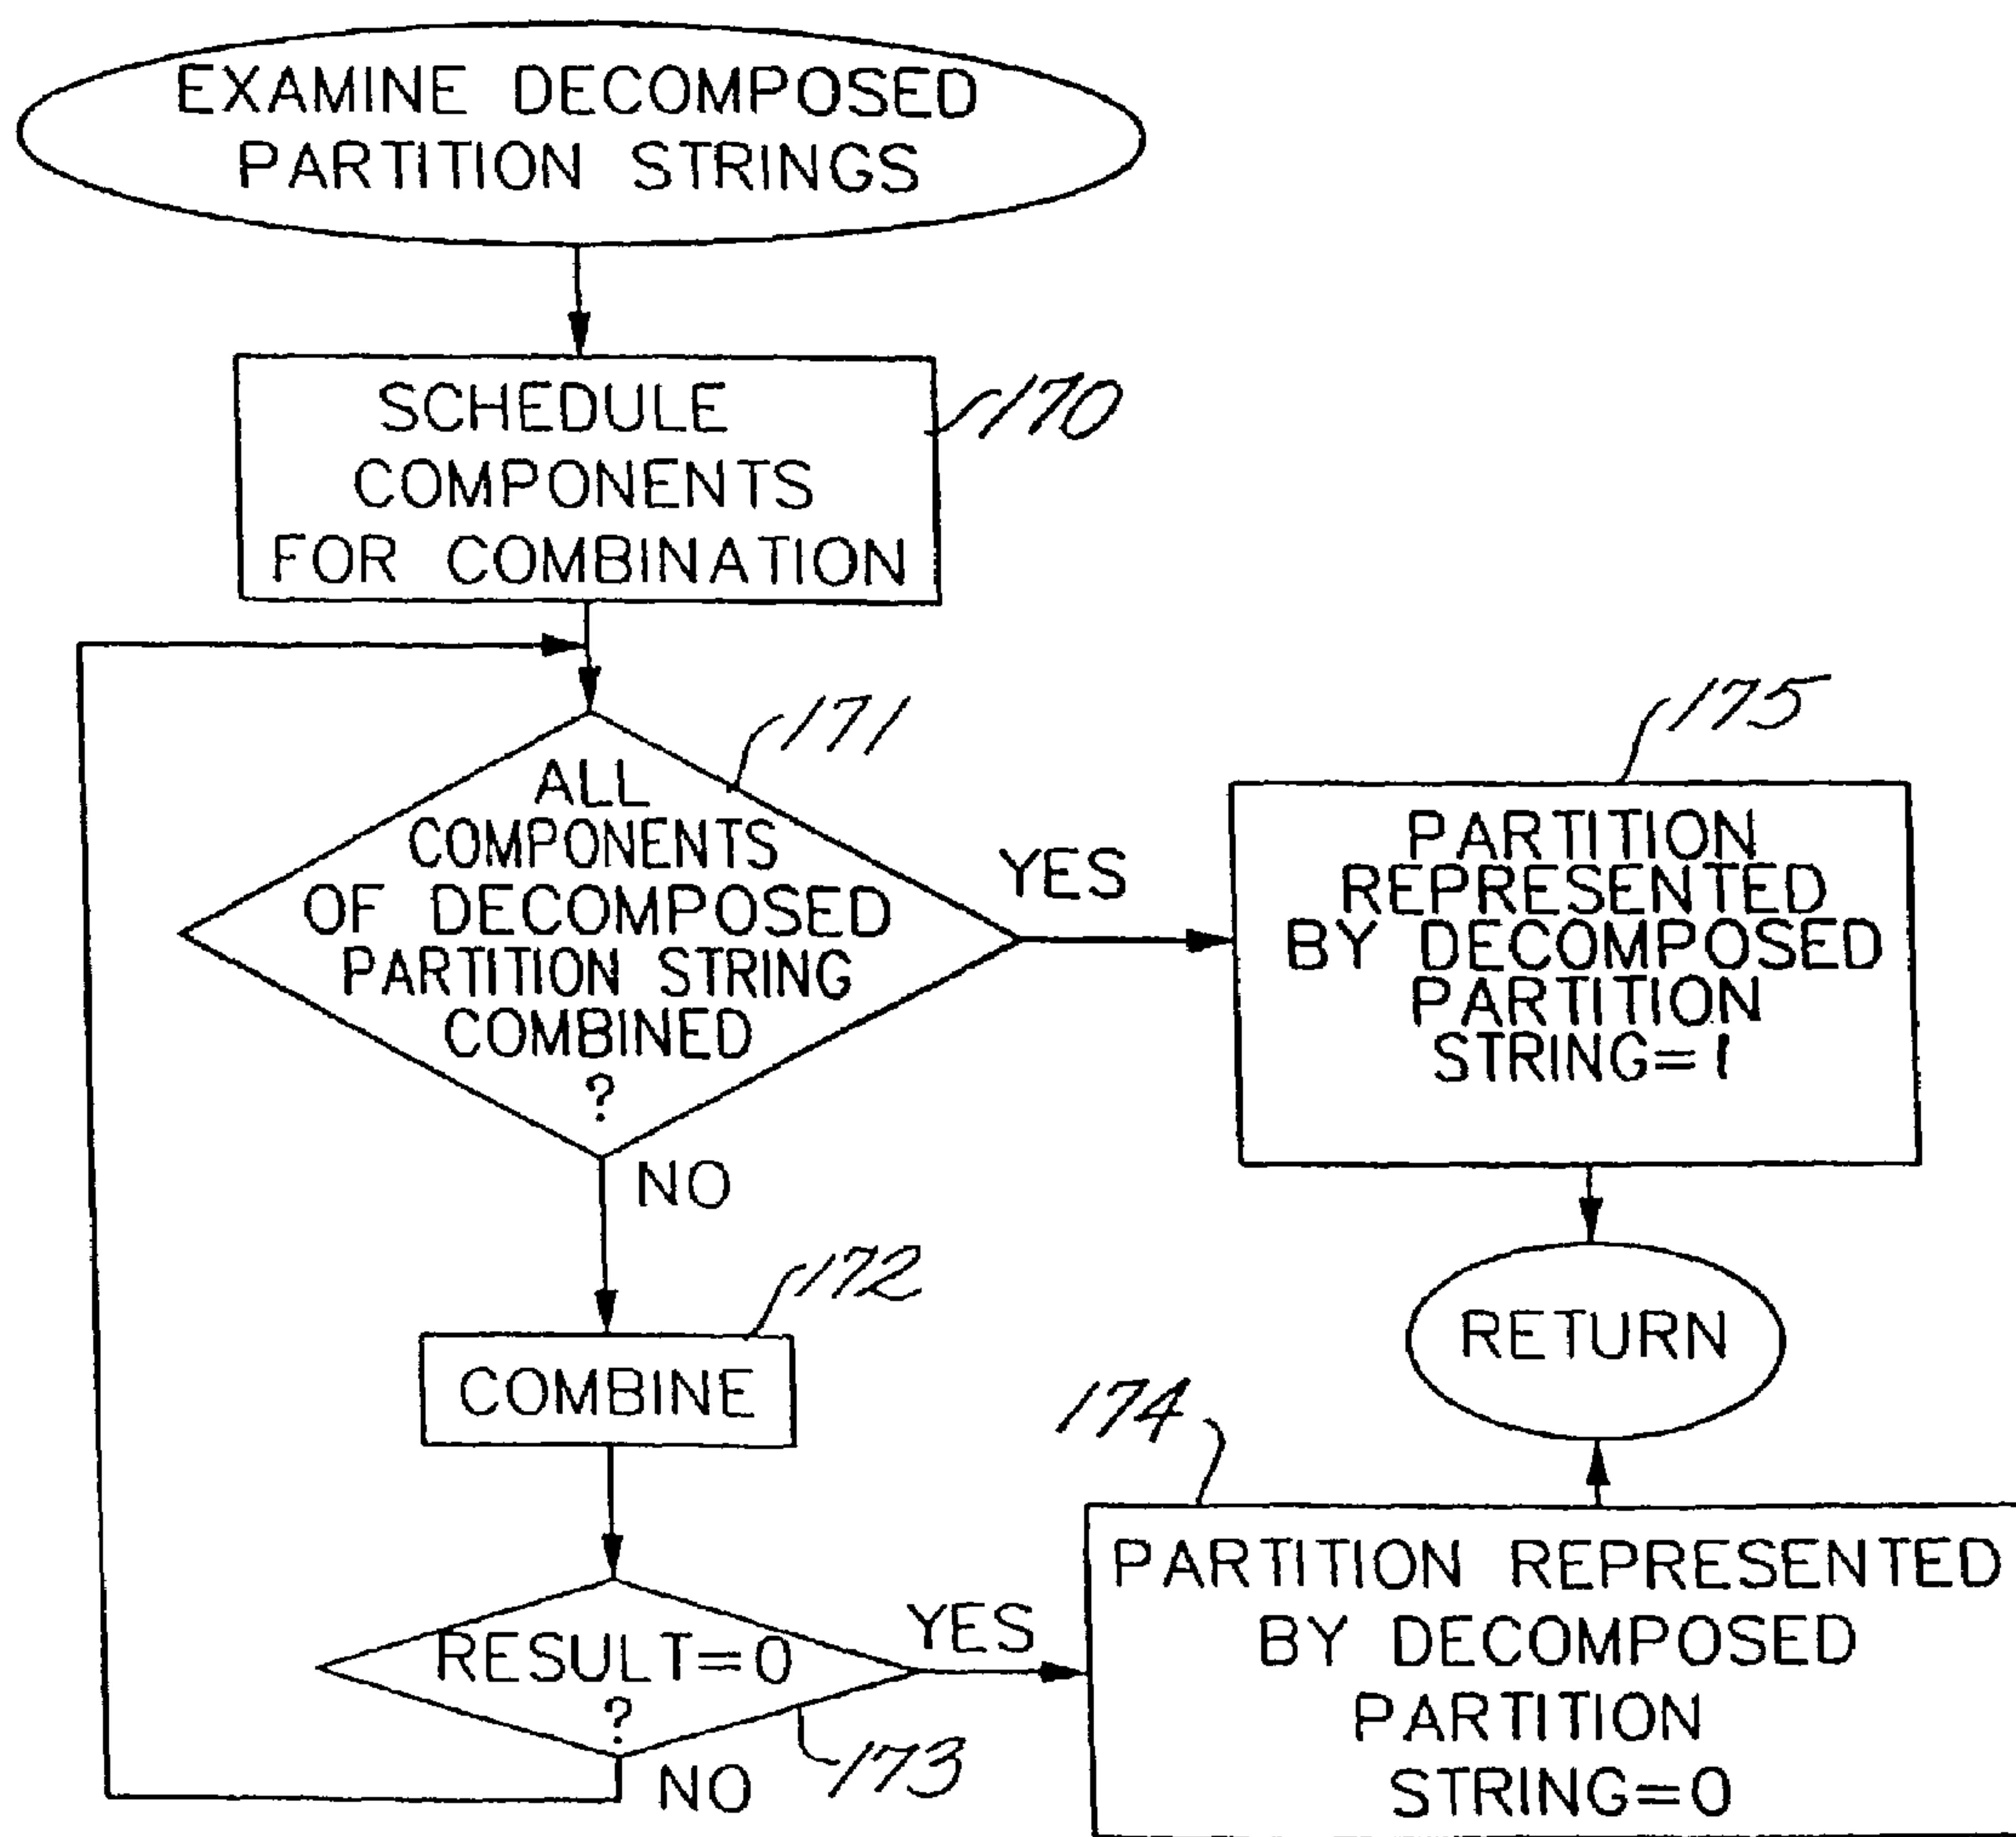 EXAMINE DECOMPOSED
PARTITION STRINGS
SCHEDULE
COMPONENTS
FOR COMBINATION
170
171
ALL
COMPONENTS
OF DECOMPOSED
PARTITION STRING
COMBINED
?
YES
NO
175
PARTITION
REPRESENTED
BY DECOMPOSED
PARTITION
STRING=1
RETURN
172
COMBINE
RESULT=0
?
173
YES
NO
174
PARTITION REPRESENTED
BY DECOMPOSED
PARTITION
STRING=0